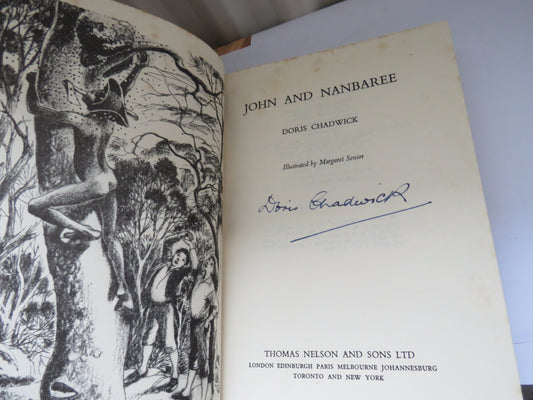 JOHN AND NANBAREE
DORIS CHADWICK
Illustrated by Margaret Senior
Doris Chadwick
THOMAS NELSON AND SONS LTD
LONDON EDINBURGH PARIS MELBOURNE JOHANNESBURG
TORONTO AND NEW YORK